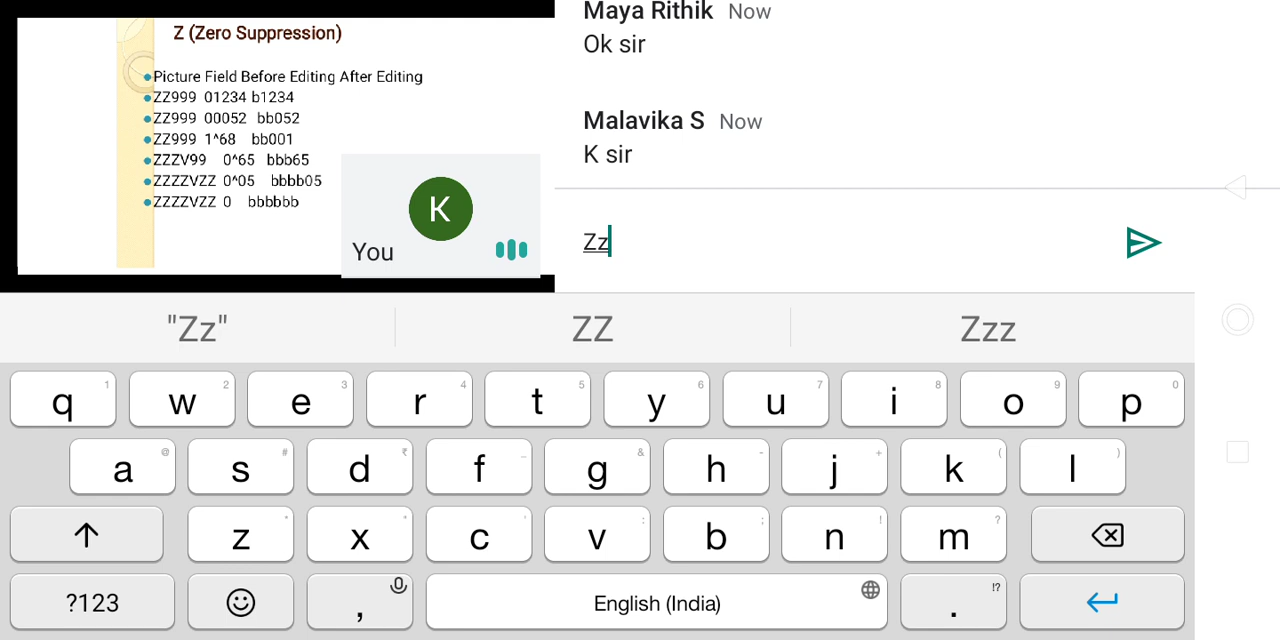 Z (Zero Suppression)
Picture Field Before Editing After Editing
ZZ999 01234 b1234
ZZ999 00052 bb052
ZZ999 1^68 bb001
ZZZV99 0^65 bbb65
ZZZZVZZ 0^05 bbbb05
ZZZZVZZ 0 bbbbbb
K
You
Maya Rithik Now
Ok sir
Malavika S Now
K sir
Zz
"Zz" ZZ Zzz
q 1 w 2 e 3 r 4 t 5 y 6 u 7 i 8 o 9 p 0
a @ s # d ₹ f _ g & h - j + k ( l )
z * x " c ' v : b ; n ! m ?
?123 , English (India) . !?